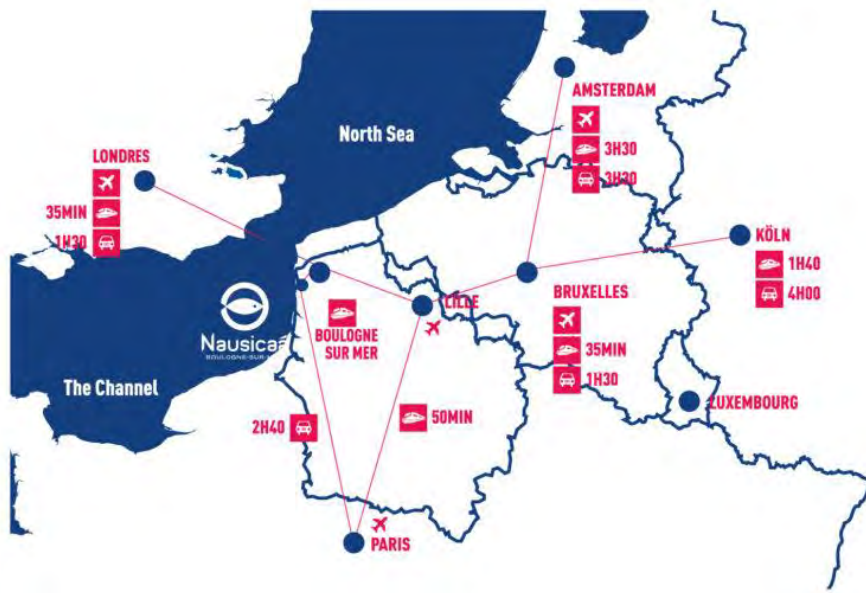 AMSTERDAM
North Sea
3H30
3H30
LONDRES
35MIN
1H30
KÖLN
1H40
4H00
Nausicaa
BOULOGNE-SUR-MER
LILLE
BOULOGNE
SUR MER
BRUXELLES
35MIN
1H30
The Channel
LUXEMBOURG
2H40
50MIN
PARIS